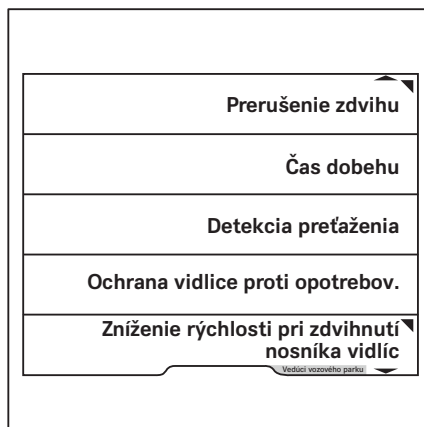 Prerušenie zdvihu
Čas dobehu
Detekcia preťaženia
Ochrana vidlice proti opotrebov.
Zníženie rýchlosti pri zdvihnutí
nosníka vidlíc
Vedúci vozového parku